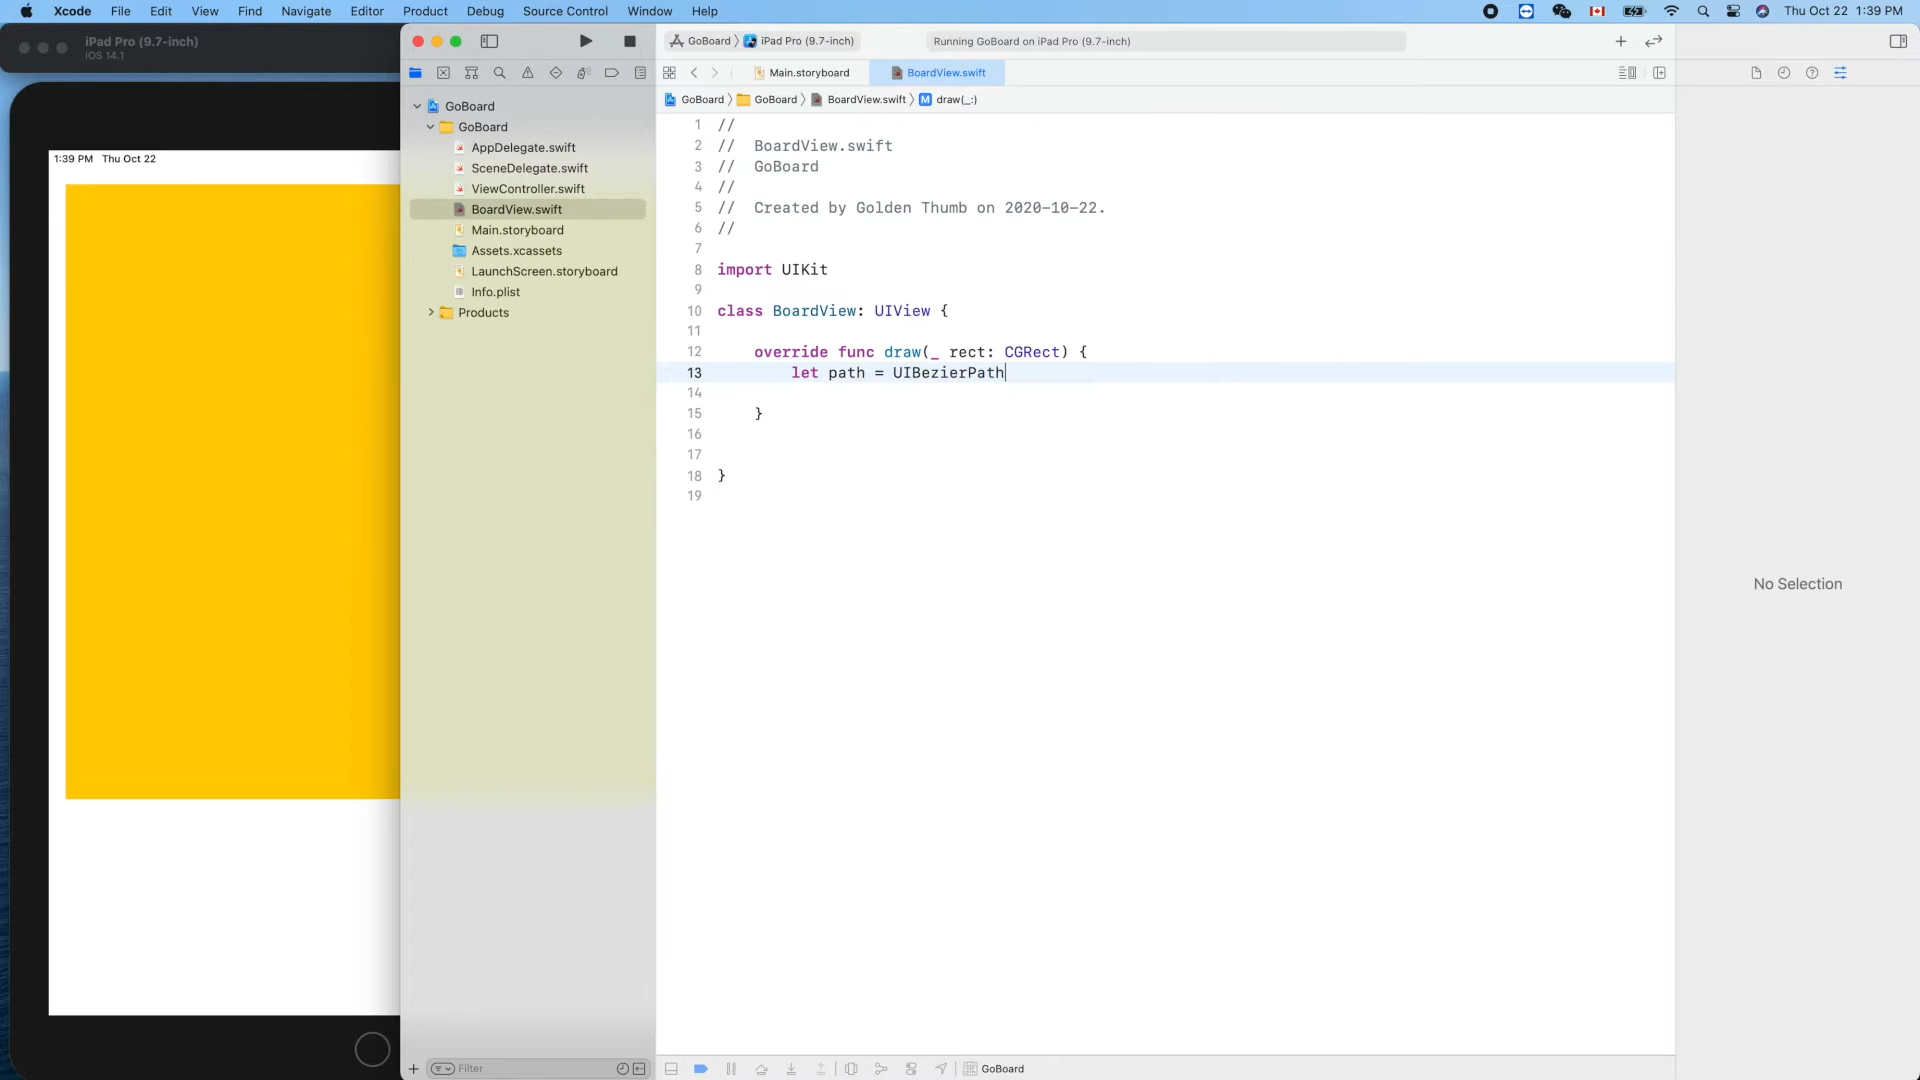 Xcode File Edit View Find Navigate Editor Product Debug Source Control Window Help
Thu Oct 22 1:39 PM
iPad Pro (9.7-inch)
iOS 14.1
1:39 PM Thu Oct 22
GoBoard
GoBoard
AppDelegate.swift
SceneDelegate.swift
ViewController.swift
BoardView.swift
Main.storyboard
Assets.xcassets
LaunchScreen.storyboard
Info.plist
Products
Filter
GoBoard iPad Pro (9.7-inch)
Running GoBoard on iPad Pro (9.7-inch)
Main.storyboard
BoardView.swift
GoBoard GoBoard BoardView.swift M draw(_:)
1 //
2 //  BoardView.swift
3 //  GoBoard
4 //
5 //  Created by Golden Thumb on 2020-10-22.
6 //
7
8 import UIKit
9
10 class BoardView: UIView {
11
12     override func draw(_ rect: CGRect) {
13         let path = UIBezierPath
14
15     }
16
17
18 }
19
GoBoard
No Selection